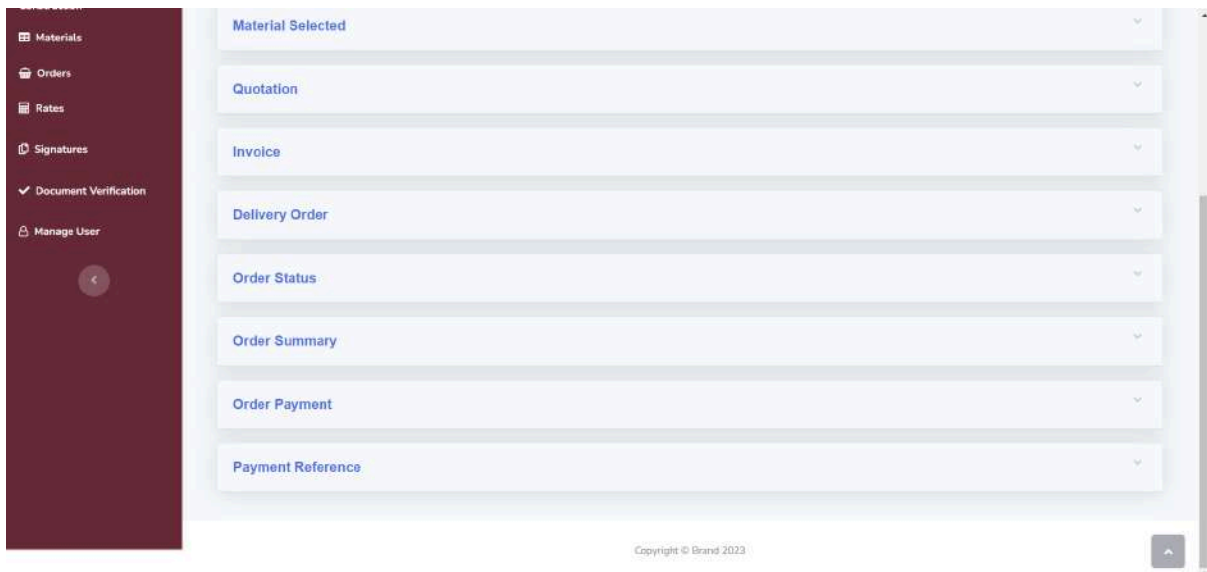 Materials
Orders
Rates
Signatures
Document Verification
Manage User
Material Selected
Quotation
Invoice
Delivery Order
Order Status
Order Summary
Order Payment
Payment Reference
Copyright © Brand 2023